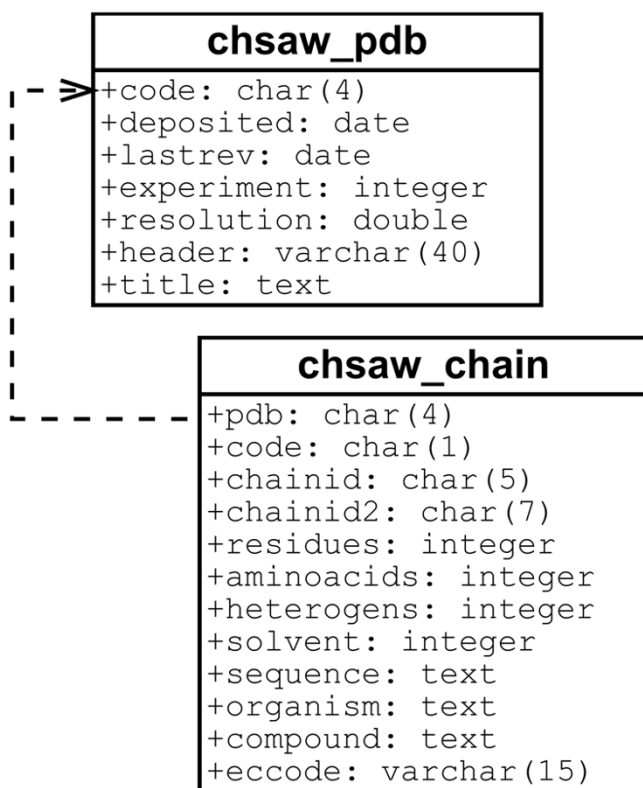 chsaw_pdb
+code: char(4)
+deposited: date
+lastrev: date
+experiment: integer
+resolution: double
+header: varchar(40)
+title: text
chsaw_chain
+pdb: char(4)
+code: char(1)
+chainid: char(5)
+chainid2: char(7)
+residues: integer
+aminoacids: integer
+heterogens: integer
+solvent: integer
+sequence: text
+organism: text
+compound: text
+eccode: varchar(15)